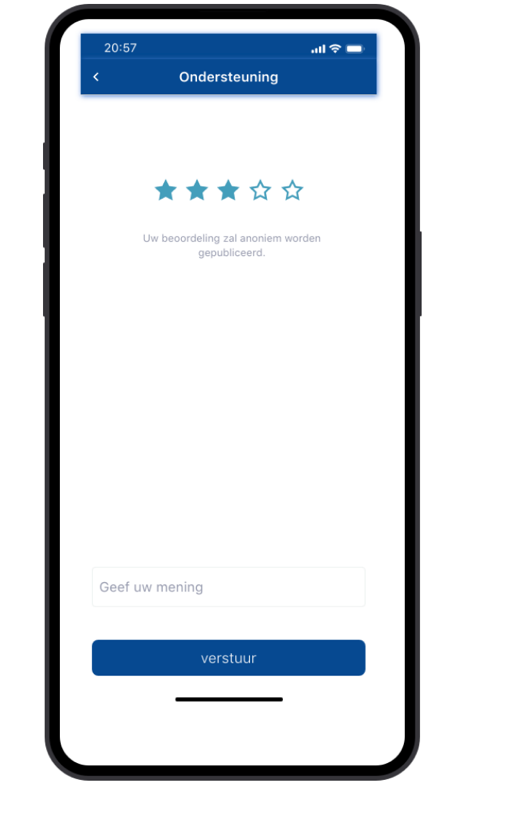 20:57
Ondersteuning
Uw beoordeling zal anoniem worden
gepubliceerd.
Geef uw mening
verstuur